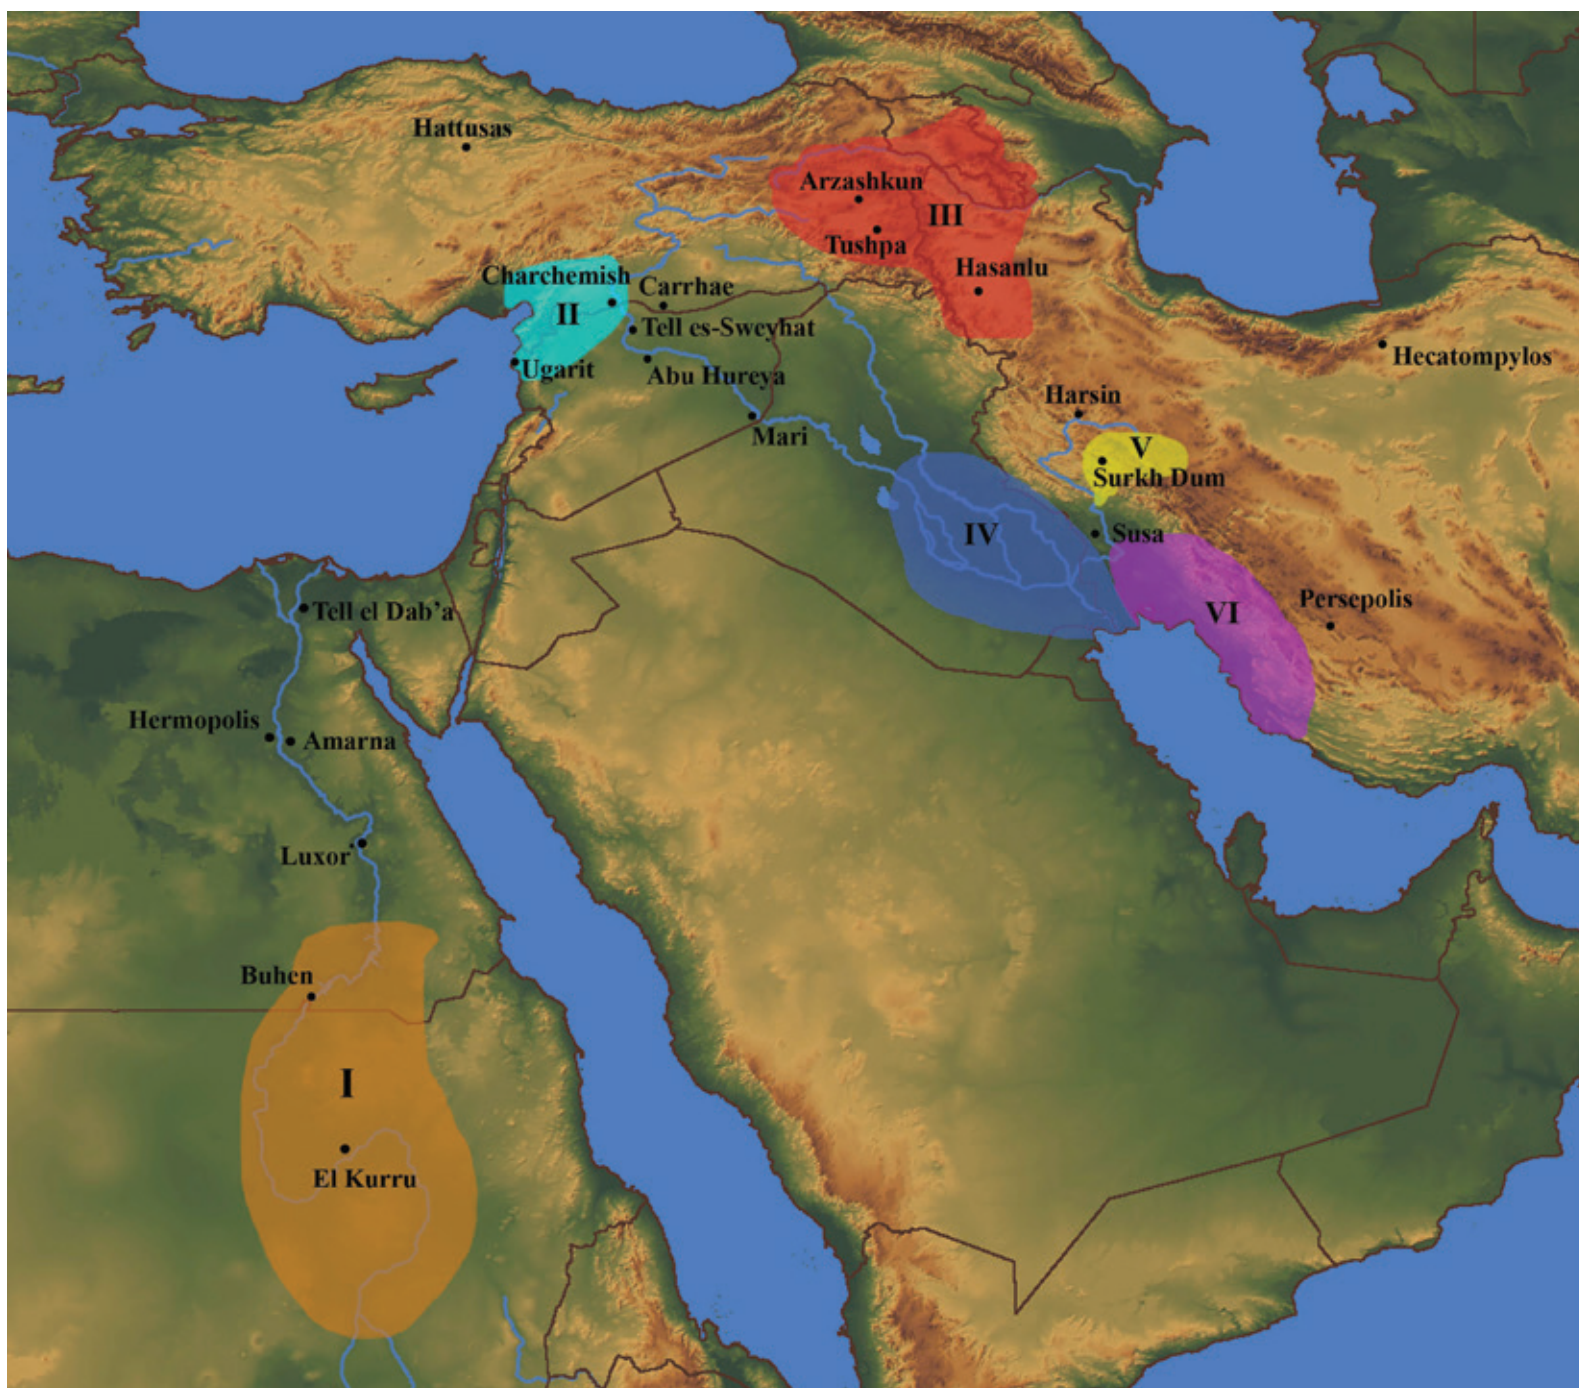 Hattusas
Arzashkun
III
Tushpa
Hasanlu
Charchemish
Carrhae
II
Tell es-Sweyhat
Ugarit
Abu Hureya
Hecatompylos
Harsin
Mari
V
Surkh Dum
IV
Susa
Persepolis
VI
Tell el Dab'a
Hermopolis
Amarna
Luxor
Buhen
I
El Kurru